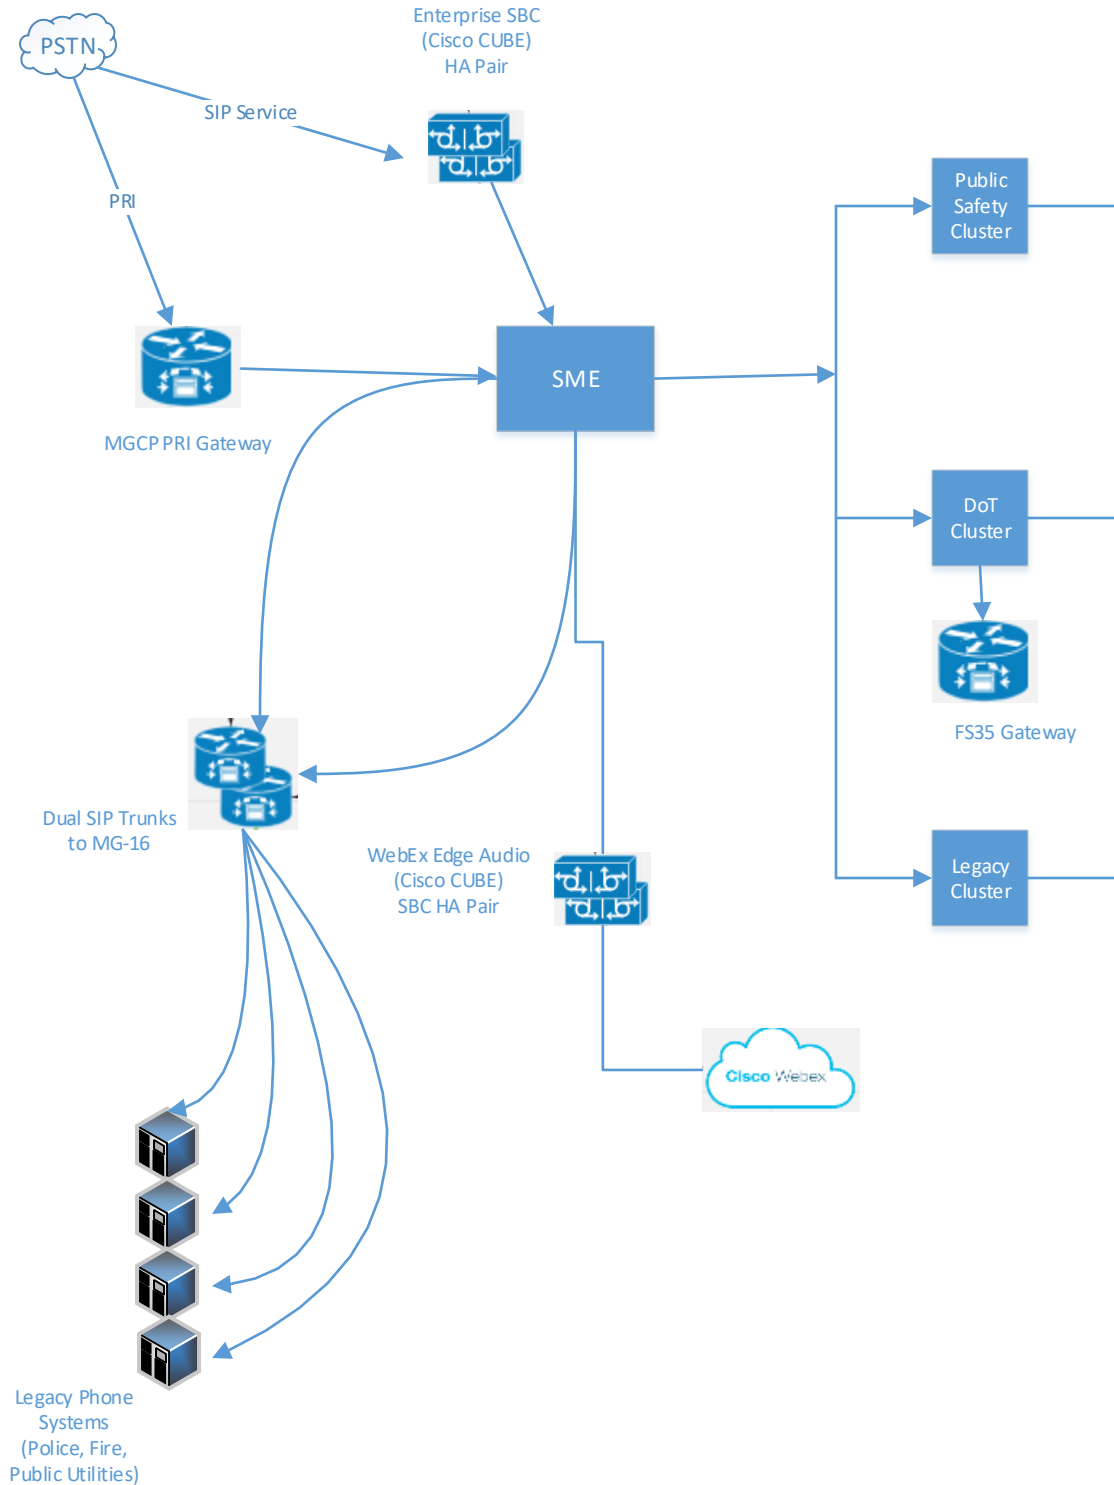 Enterprise SBC
(Cisco CUBE)
HA Pair
PSTN
SIP Service
PRI
Public
Safety
Cluster
SME
MGCP PRI Gateway
DoT
Cluster
FS35 Gateway
Dual SIP Trunks
to MG-16
WebEx Edge Audio
(Cisco CUBE)
SBC HA Pair
Legacy
Cluster
Cisco Webex
Legacy Phone
Systems
(Police, Fire,
Public Utilities)